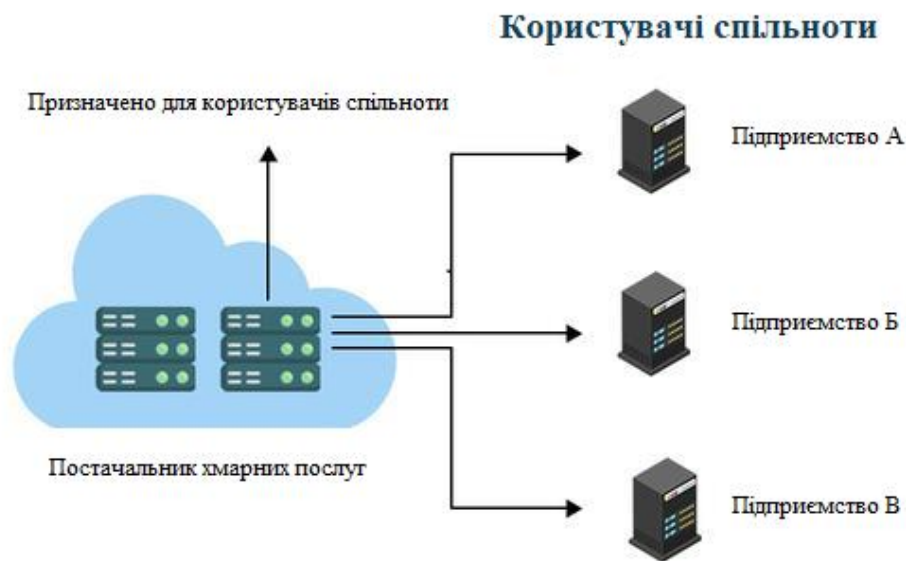 Користувачі спільноти
Призначено для користувачів спільноти
Підприємство А
Підприємство Б
Постачальник хмарних послуг
Підприємство В